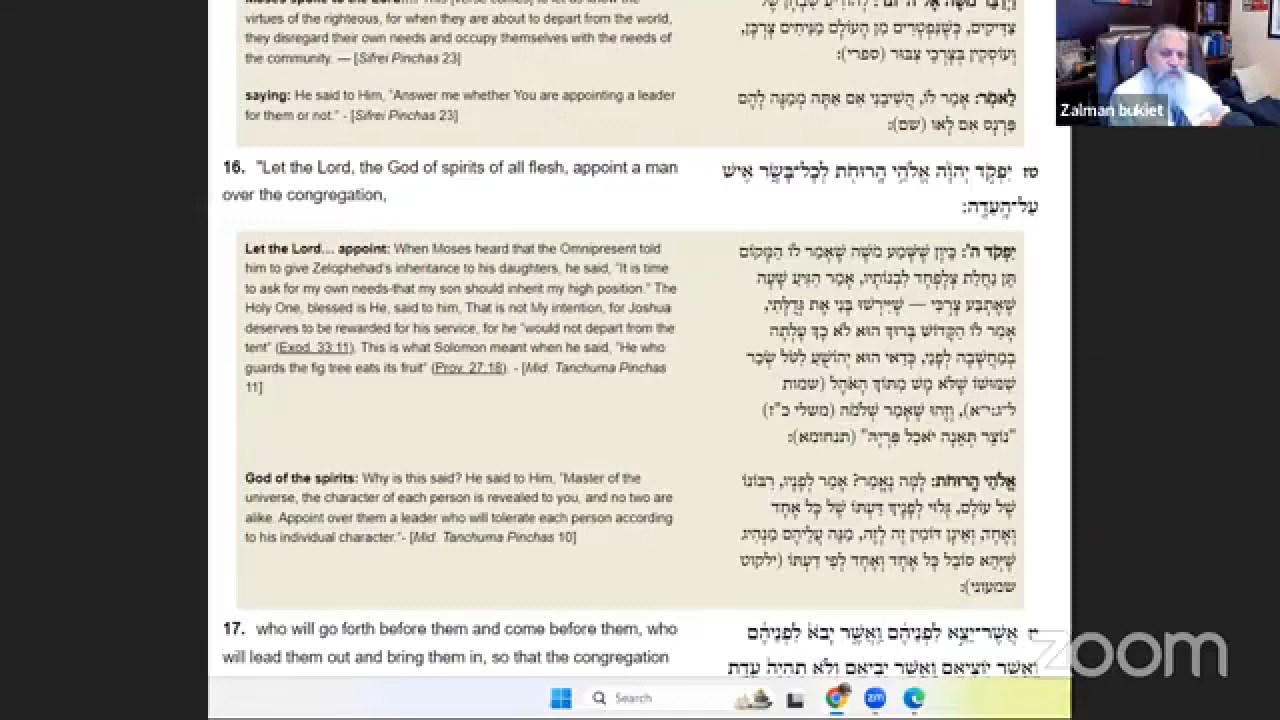 virtues of the righteous, for when they are about to depart from the world,
they disregard their own needs and occupy themselves with the needs of
the community. — [Sifrei Pinchas 23]
צַדִּיקִים, כְּשֶׁנִּפְטָרִים מִן הָעוֹלָם מַנִּיחִים צָרְכָּן,
וְעוֹסְקִין בְּצָרְכֵי צִבּוּר (ספרי):
saying: He said to Him, "Answer me whether You are appointing a leader
for them or not." - [Sifrei Pinchas 23]
לֵאמֹר: אָמַר לוֹ, הֲשִׁיבֵנִי אִם אַתָּה מְמַנֶּה לָהֶם
פַּרְנָס אִם לָאו (שם):
Zalman bukiet
16. "Let the Lord, the God of spirits of all flesh, appoint a man
over the congregation,
טז יִפְקֹד יְהֹוָה אֱלֹהֵי הָרוּחֹת לְכָל־בָּשָׂר אִישׁ
עַל־הָעֵדָה:
Let the Lord... appoint: When Moses heard that the Omnipresent told
him to give Zelophehad's inheritance to his daughters, he said, "It is time
to ask for my own needs-that my son should inherit my high position." The
Holy One, blessed is He, said to him, That is not My intention, for Joshua
deserves to be rewarded for his service, for he "would not depart from the
tent" (Exod. 33:11). This is what Solomon meant when he said, "He who
guards the fig tree eats its fruit" (Prov. 27:18). - [Mid. Tanchuma Pinchas
11]
יִפְקֹד ה': כֵּיוָן שֶׁשָּׁמַע מֹשֶׁה שֶׁאָמַר לוֹ הַמָּקוֹם
תֵּן נַחֲלַת צְלָפְחָד לִבְנוֹתָיו, אָמַר הִגִּיעַ שָׁעָה
שֶׁאֶתְבַּע צְרָכַי — שֶׁיִּירְשׁוּ בָנַי אֶת גְּדֻלָּתִי,
אָמַר לוֹ הַקָּדוֹשׁ בָּרוּךְ הוּא לֹא כָךְ עָלְתָה
בְמַחֲשָׁבָה לְפָנַי, כְּדַאי הוּא יְהוֹשֻׁעַ לִטֹּל שְׂכַר
שִׁמּוּשׁוֹ שֶׁלֹּא מָשׁ מִתּוֹךְ הָאֹהֶל (שמות
ל״ג:י״א), וְזֶהוּ שֶׁאָמַר שְׁלֹמֹה (משלי כ״ז)
"נוֹצֵר תְּאֵנָה יֹאכַל פִּרְיָהּ" (תנחומא):
God of the spirits: Why is this said? He said to Him, "Master of the
universe, the character of each person is revealed to you, and no two are
alike. Appoint over them a leader who will tolerate each person according
to his individual character."- [Mid. Tanchuma Pinchas 10]
אֱלֹהֵי הָרוּחֹת: לָמָּה נֶאֱמַר? אָמַר לְפָנָיו, רִבּוֹנוֹ
שֶׁל עוֹלָם, גָּלוּי לְפָנֶיךָ דַּעְתּוֹ שֶׁל כָּל אֶחָד
וְאֶחָד, וְאֵינָן דּוֹמִין זֶה לָזֶה, מַנֵּה עֲלֵיהֶם מַנְהִיג
שֶׁיְּהֵא סוֹבֵל כָּל אֶחָד וְאֶחָד לְפִי דַעְתּוֹ (ילקוט
שמעוני):
17. who will go forth before them and come before them, who
will lead them out and bring them in, so that the congregation
יז אֲשֶׁר־יֵצֵא לִפְנֵיהֶם וַאֲשֶׁר יָבֹא לִפְנֵיהֶם
וַאֲשֶׁר יוֹצִיאֵם וַאֲשֶׁר יְבִיאֵם וְלֹא תִהְיֶה עֲדַת
zoom
Search
zm